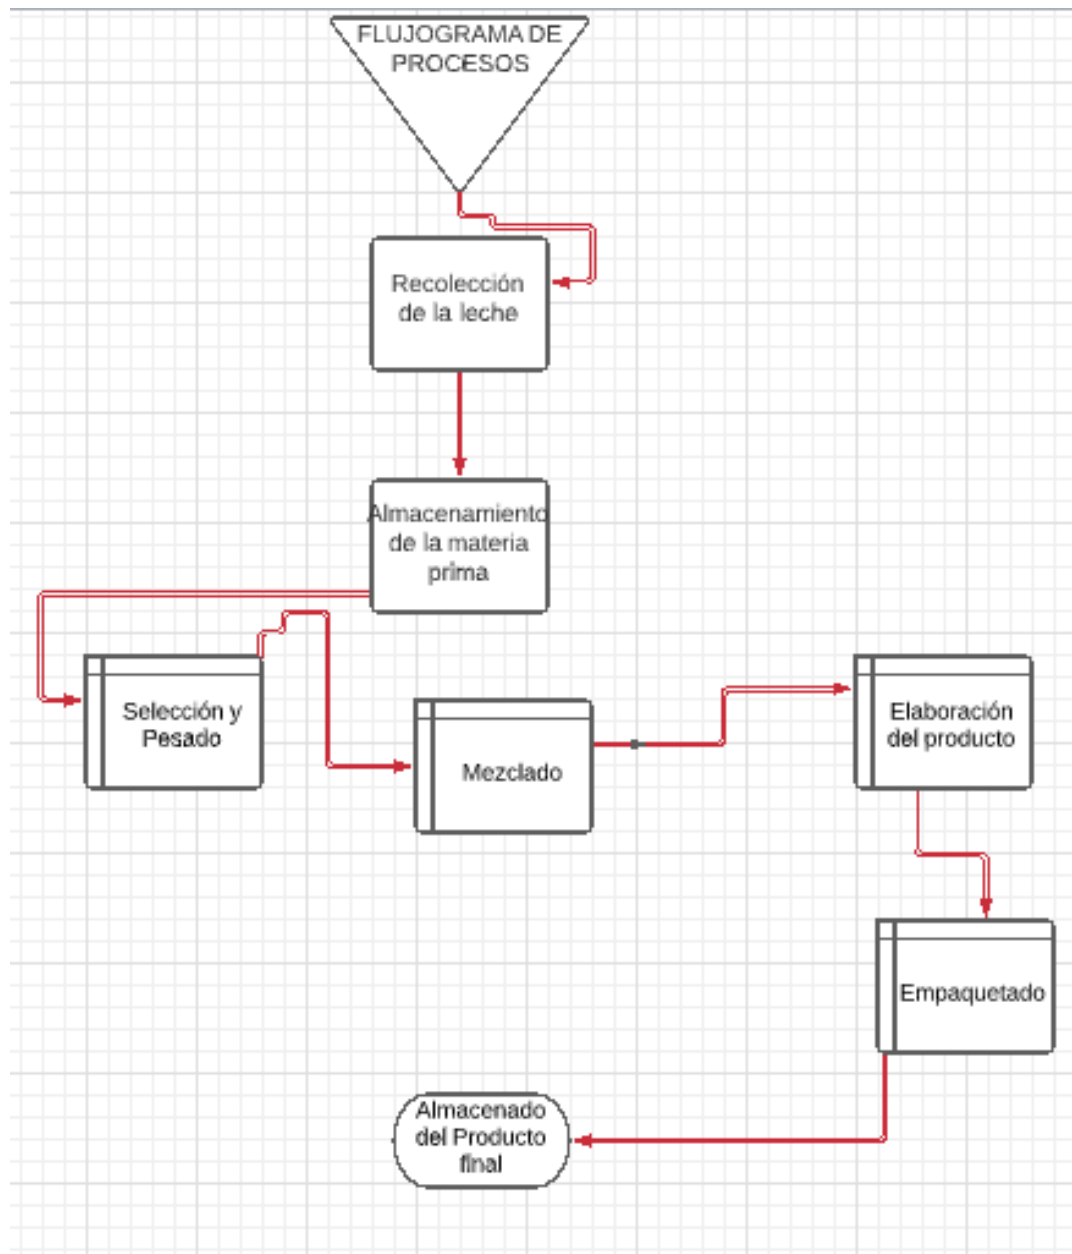 FLUJOGRAMA DE
PROCESOS
Recolección
de la leche
Almacenamiento
de la materia
prima
Selección y
Pesado
Mezclado
Elaboración
del producto
Empaquetado
Almacenado
del Producto
final